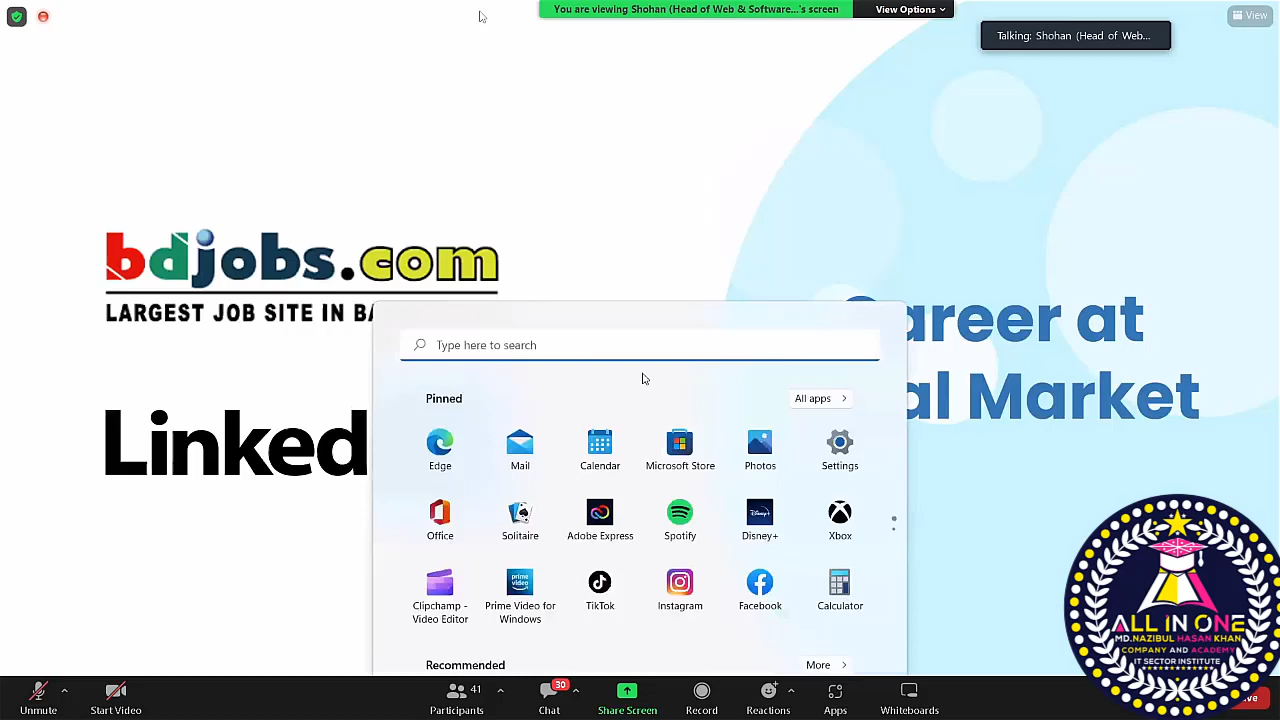 You are viewing Shohan (Head of Web & Software...'s screen
View Options
View
Talking: Shohan (Head of Web...
bdjobs.com
LARGEST JOB SITE IN BA
Linked
areer at
al Market
Type here to search
Pinned
All apps
Edge
Mail
Calendar
Microsoft Store
Photos
Settings
Office
Solitaire
Adobe Express
Spotify
Disney+
Xbox
Clipchamp - Video Editor
Prime Video for Windows
TikTok
Instagram
Facebook
Calculator
Recommended
More
ALL IN ONE
MD.NAZIBUL HASAN KHAN
COMPANY AND ACADEMY
IT SECTOR INSTITUTE
Unmute
Start Video
41
Participants
30
Chat
Share Screen
Record
Reactions
Apps
Whiteboards